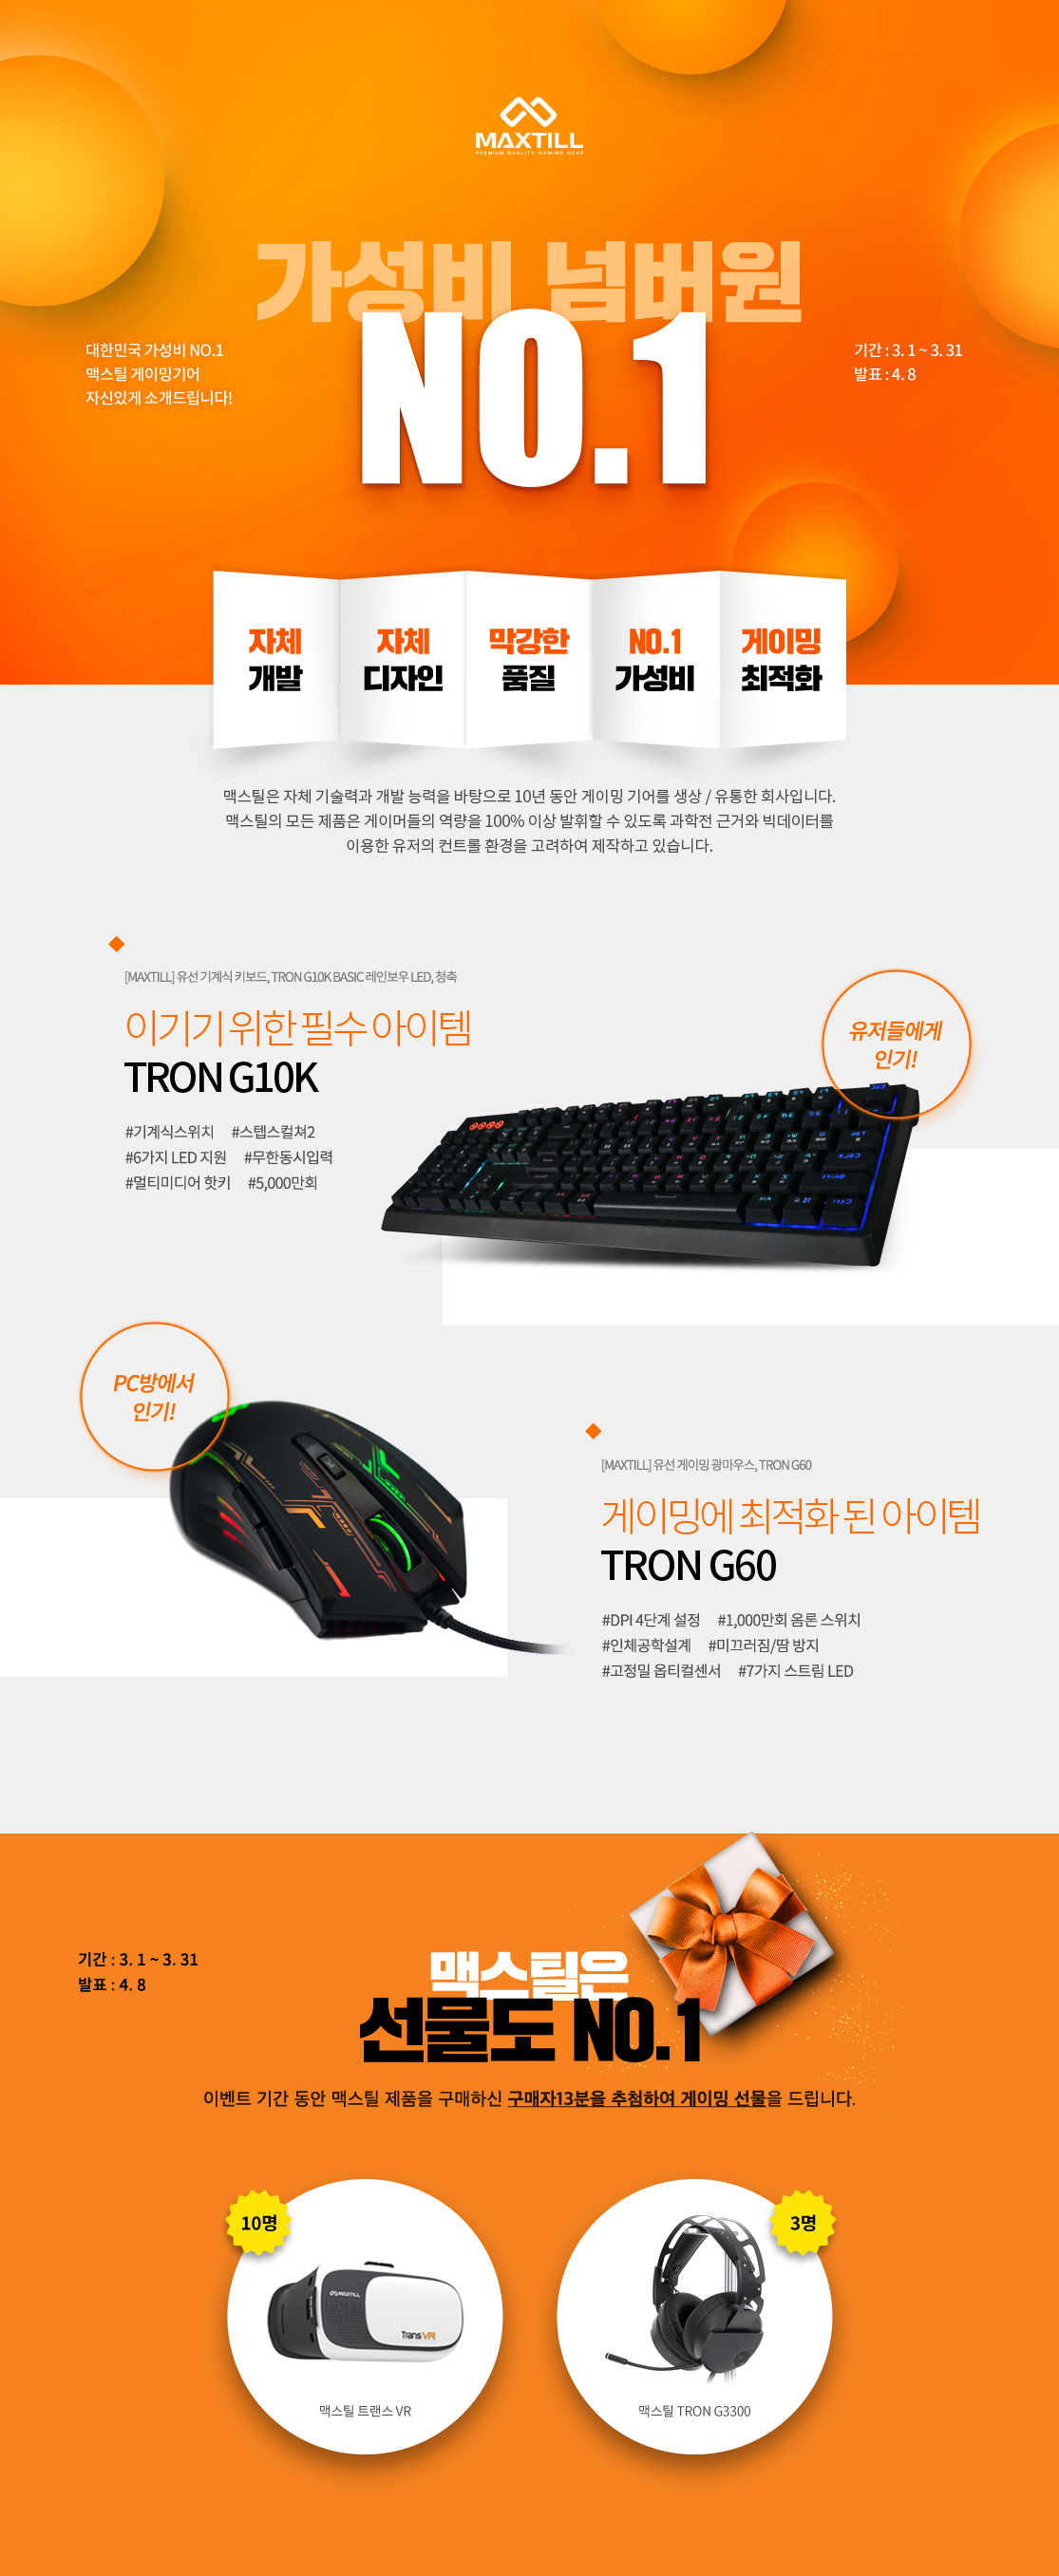 MAXTILL
PREMIUM QUALITY GAMING GEAR
가성비 넘버원
NO.1
대한민국 가성비 NO.1
맥스틸 게이밍기어
자신있게 소개드립니다!
기간 : 3. 1 ~ 3. 31
발표 : 4. 8
자체
개발
자체
디자인
막강한
품질
NO.1
가성비
게이밍
최적화
맥스틸은 자체 기술력과 개발 능력을 바탕으로 10년 동안 게이밍 기어를 생상 / 유통한 회사입니다.
맥스틸의 모든 제품은 게이머들의 역량을 100% 이상 발휘할 수 있도록 과학전 근거와 빅데이터를
이용한 유저의 컨트롤 환경을 고려하여 제작하고 있습니다.
[MAXTILL] 유선 기계식 키보드, TRON G10K BASIC 레인보우 LED, 청축
이기기 위한 필수 아이템
TRON G10K
#기계식스위치 #스텝스컬쳐2
#6가지 LED 지원 #무한동시입력
#멀티미디어 핫키 #5,000만회
유저들에게
인기!
PC방에서
인기!
[MAXTILL] 유선 게이밍 광마우스, TRON G60
게이밍에 최적화 된 아이템
TRON G60
#DPI 4단계 설정 #1,000만회 옴론 스위치
#인체공학설계 #미끄러짐/땀 방지
#고정밀 옵티컬센서 #7가지 스트림 LED
기간 : 3. 1 ~ 3. 31
발표 : 4. 8
맥스틸은
선물도 NO.1
이벤트 기간 동안 맥스틸 제품을 구매하신 구매자13분을 추첨하여 게이밍 선물을 드립니다.
10명
MAXTILL
Trans VR
맥스틸 트랜스 VR
3명
맥스틸 TRON G3300